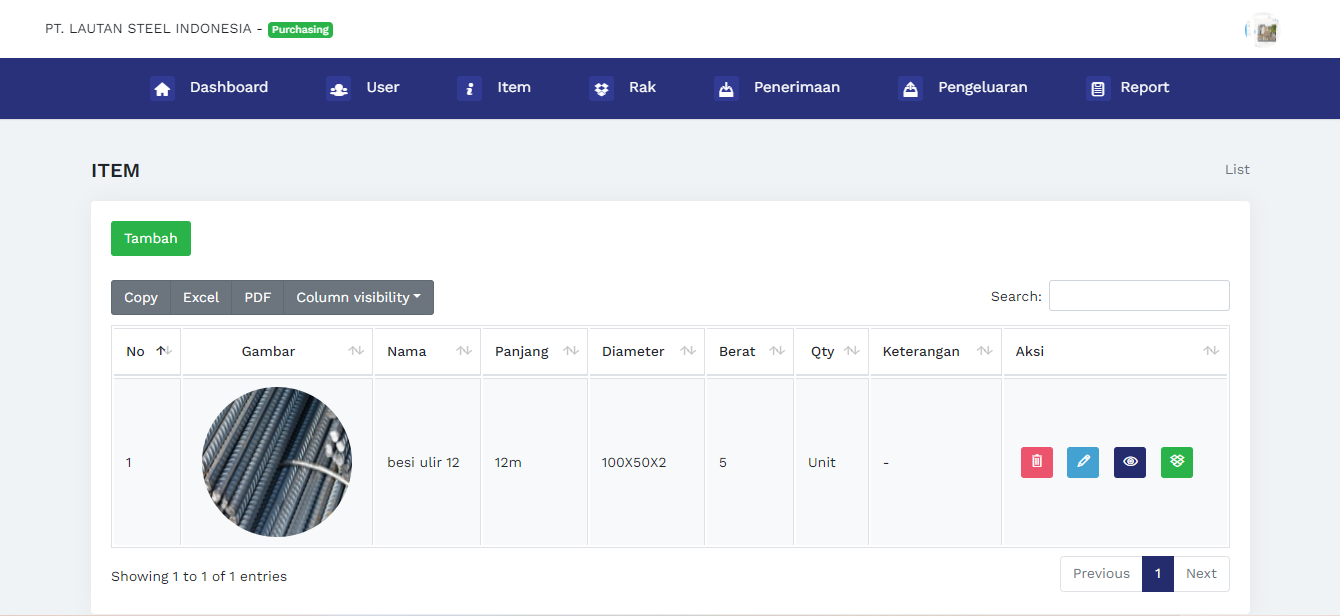 PT. LAUTAN STEEL INDONESIA - Purchasing
Dashboard User Item Rak Penerimaan Pengeluaran Report
ITEM
List
Tambah
Copy Excel PDF Column visibility
Search:
No Gambar Nama Panjang Diameter Berat Qty Keterangan Aksi
1 besi ulir 12 12m 100X50X2 5 Unit -
Showing 1 to 1 of 1 entries
Previous 1 Next